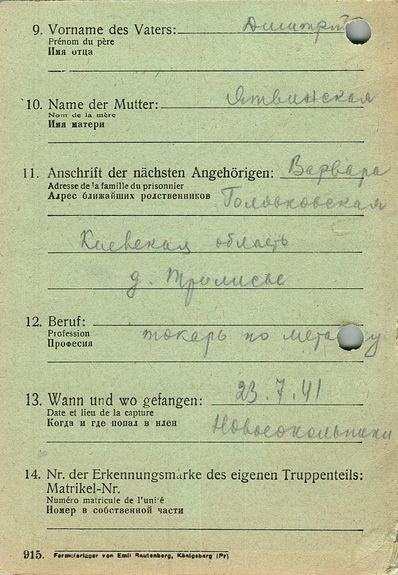 9. Vorname des Vaters: Дмитрий
Prénom du père
Имя отца
10. Name der Mutter: Ятвинская
Nom de la mère
Имя матери
11. Anschrift der nächsten Angehörigen: Варвара
Adresse de la famille du prisonnier
Адрес ближайших родственников Головковская
Киевская область
д. Трилисье
12. Beruf: токарь по металлу
Profession
Професия
13. Wann und wo gefangen: 23.7.41
Date et lieu de la capture
Когда и где попал в плен Новосокольники
14. Nr. der Erkennungsmarke des eigenen Truppenteils:
Matrikel-Nr.
Numéro matricule de l'unité
Номер в собственной части
915. Formularlager von Emil Rautenberg, Königsberg (Pr)